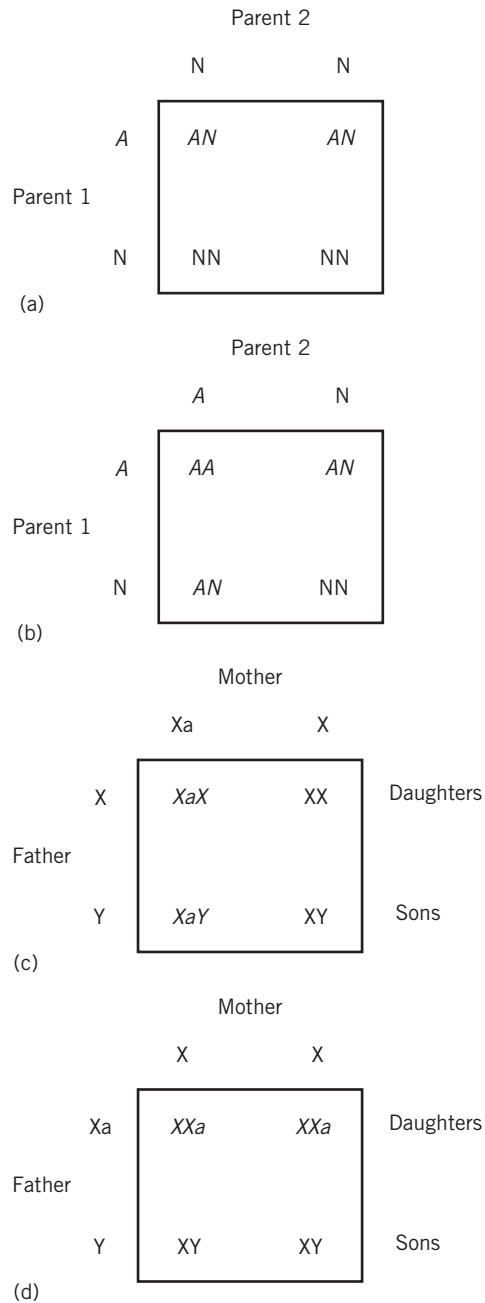 Parent 2
N N
A AN AN
Parent 1
N NN NN
(a)
Parent 2
A N
A AA AN
Parent 1
N AN NN
(b)
Mother
Xa X
X XaX XX Daughters
Father
Y XaY XY Sons
(c)
Mother
X X
Xa XXa XXa Daughters
Father
Y XY XY Sons
(d)